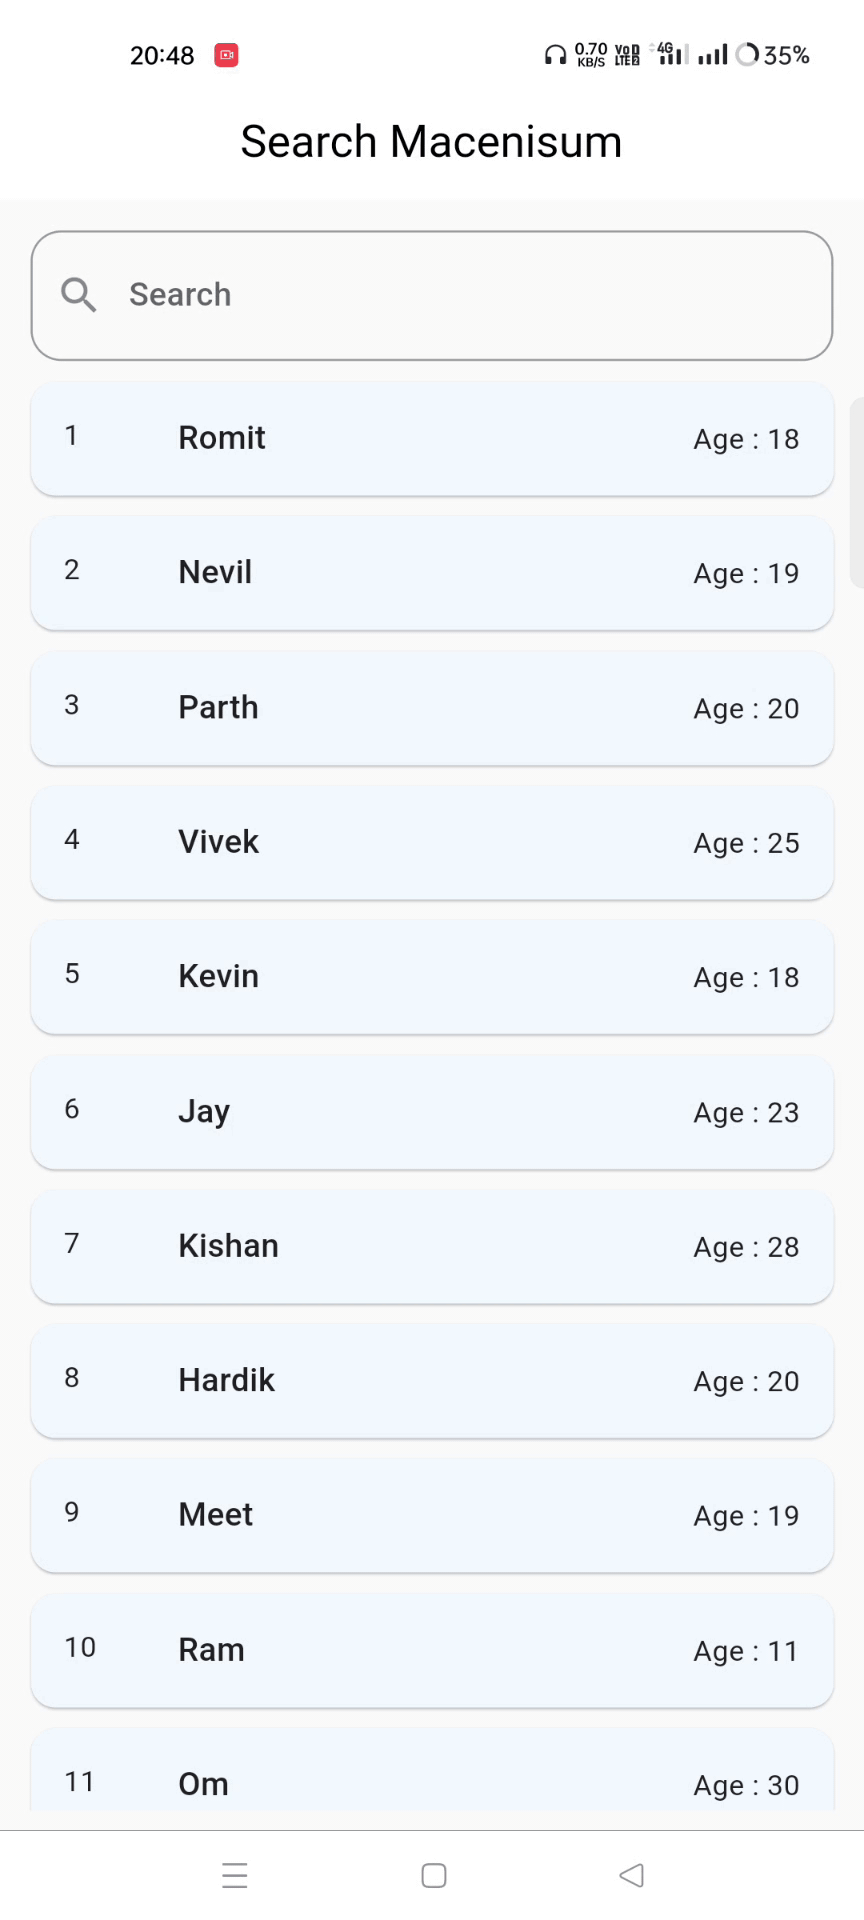 20:48 0.70 KB/S VoD LTE2 4G 35%
Search Macenisum
Search
1 Romit Age : 18
2 Nevil Age : 19
3 Parth Age : 20
4 Vivek Age : 25
5 Kevin Age : 18
6 Jay Age : 23
7 Kishan Age : 28
8 Hardik Age : 20
9 Meet Age : 19
10 Ram Age : 11
11 Om Age : 30